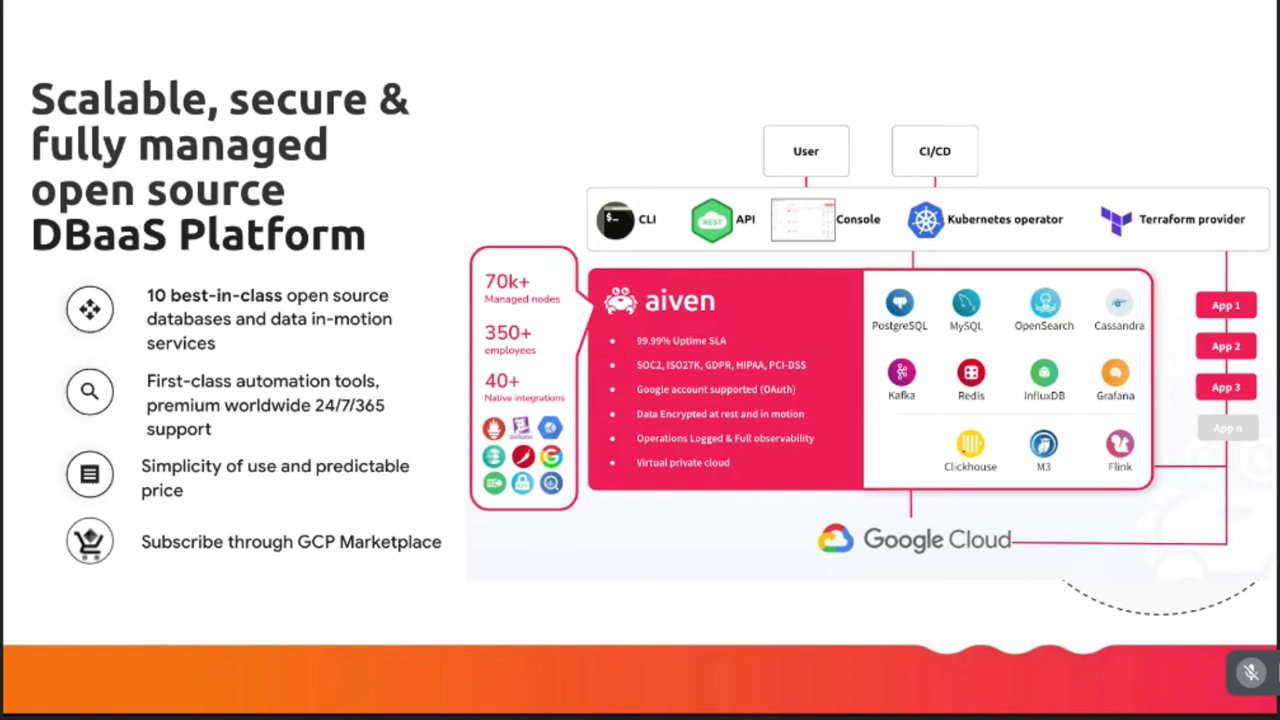 Scalable, secure &
fully managed
open source
DBaaS Platform
10 best-in-class open source
databases and data in-motion
services
First-class automation tools,
premium worldwide 24/7/365
support
Simplicity of use and predictable
price
Subscribe through GCP Marketplace
User
CI/CD
$_
CLI
REST
API
Console
Kubernetes operator
Terraform provider
70k+
Managed nodes
350+
employees
40+
Native integrations
aiven
99.99% Uptime SLA
SOC2, ISO27K, GDPR, HIPAA, PCI-DSS
Google account supported (OAuth)
Data Encrypted at rest and in motion
Operations Logged & Full observability
Virtual private cloud
PostgreSQL
MySQL
OpenSearch
Cassandra
Kafka
Redis
InfluxDB
Grafana
Clickhouse
M3
Flink
App 1
App 2
App 3
App n
Google Cloud